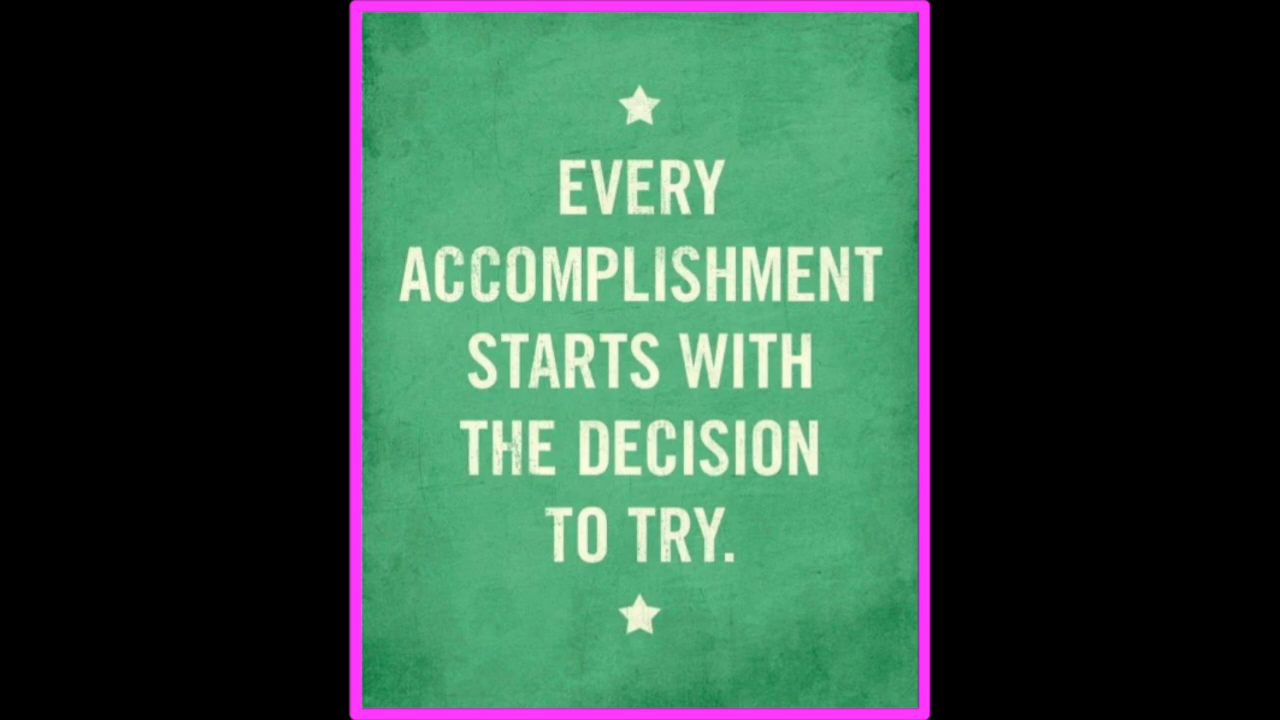 EVERY
ACCOMPLISHMENT
STARTS WITH
THE DECISION
TO TRY.